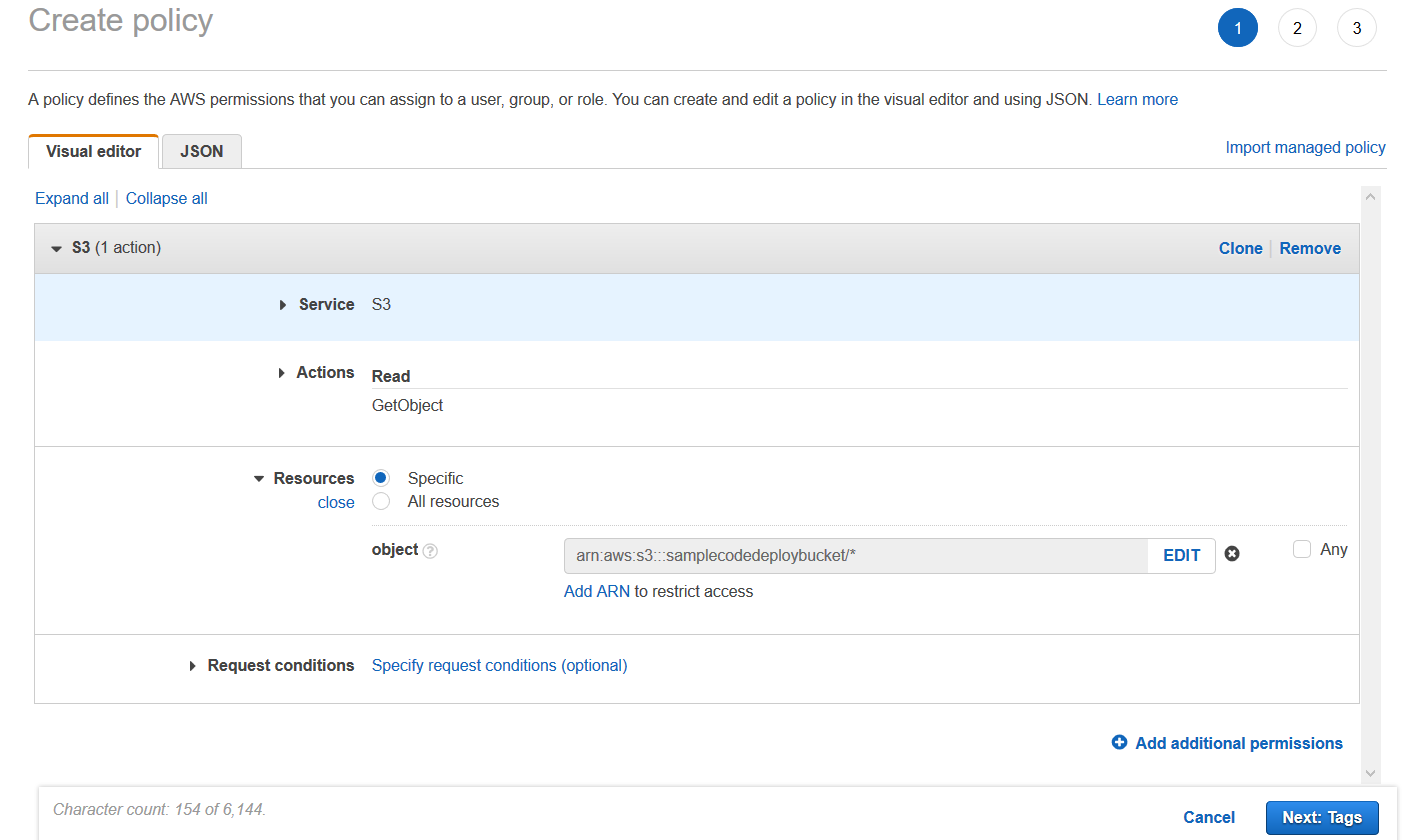 Create policy
1 2 3
A policy defines the AWS permissions that you can assign to a user, group, or role. You can create and edit a policy in the visual editor and using JSON. Learn more
Visual editor JSON Import managed policy
Expand all Collapse all
S3 (1 action) Clone Remove
Service S3
Actions Read
GetObject
Resources Specific
close All resources
object ? arn:aws:s3:::samplecodedeploybucket/* EDIT Any
Add ARN to restrict access
Request conditions Specify request conditions (optional)
Add additional permissions
Character count: 154 of 6,144.
Cancel Next: Tags